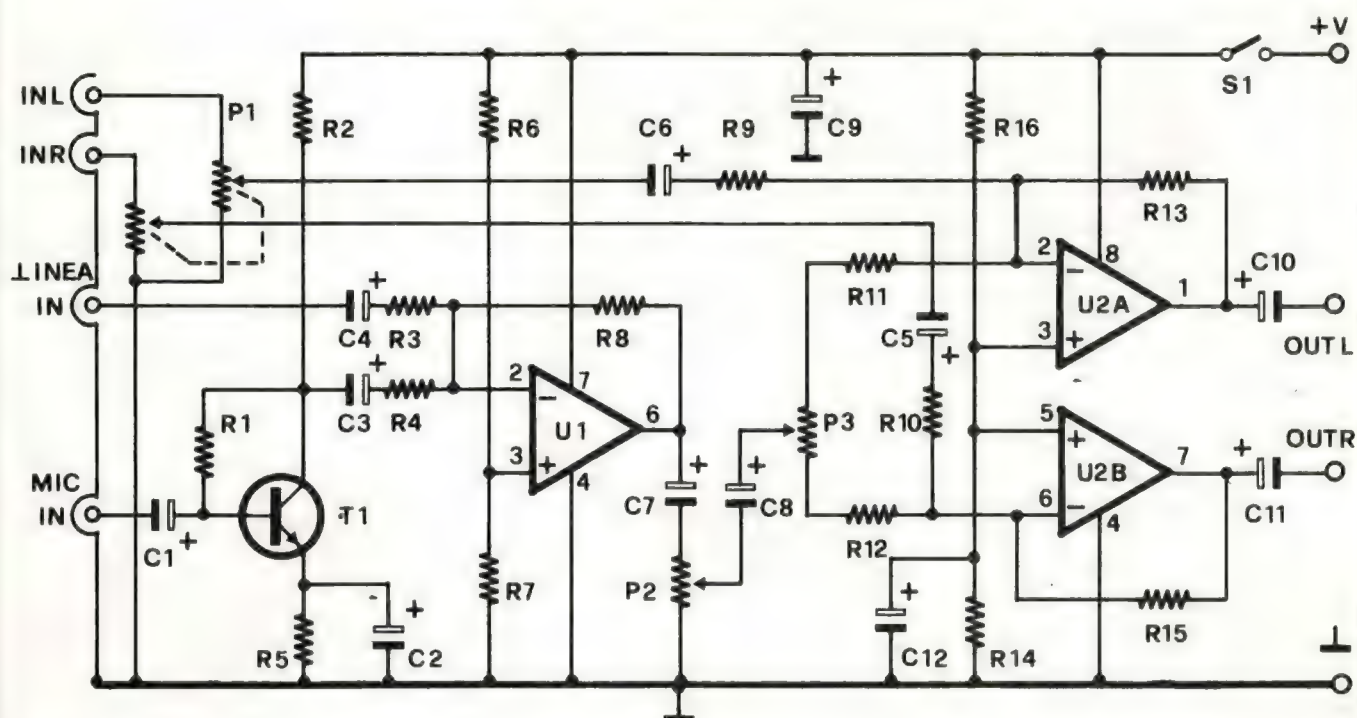 +V
S1
INL
P1
R2
R6
C6
R9
C9
R16
INR
R13
⊥LINEA
IN
C4
R3
R8
R11
2
8
U2A
1
C10
3
C5
OUTL
R1
C3
R4
2
7
U1
6
3
4
P3
R10
5
U2B
7
OUTR
6
4
C11
MIC
IN
C1
T1
C7
C8
R12
R7
P2
R15
R5
C2
C12
R14